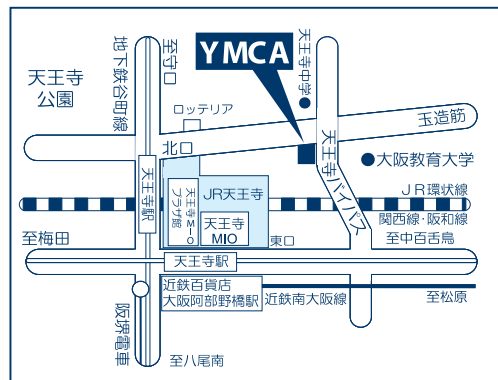 YMCA
地下鉄谷町線
至守口
天王寺中学
天王寺
公園
ロッテリア
玉造筋
北口
天王寺バイパス
大阪教育大学
天王寺駅
天王寺MIO
プラザ館
JR天王寺
天王寺
MIO
JR環状線
関西線・阪和線
至梅田
東口
至中百舌鳥
天王寺駅
近鉄百貨店
大阪阿部野橋駅
近鉄南大阪線
至松原
阪堺電車
至八尾南